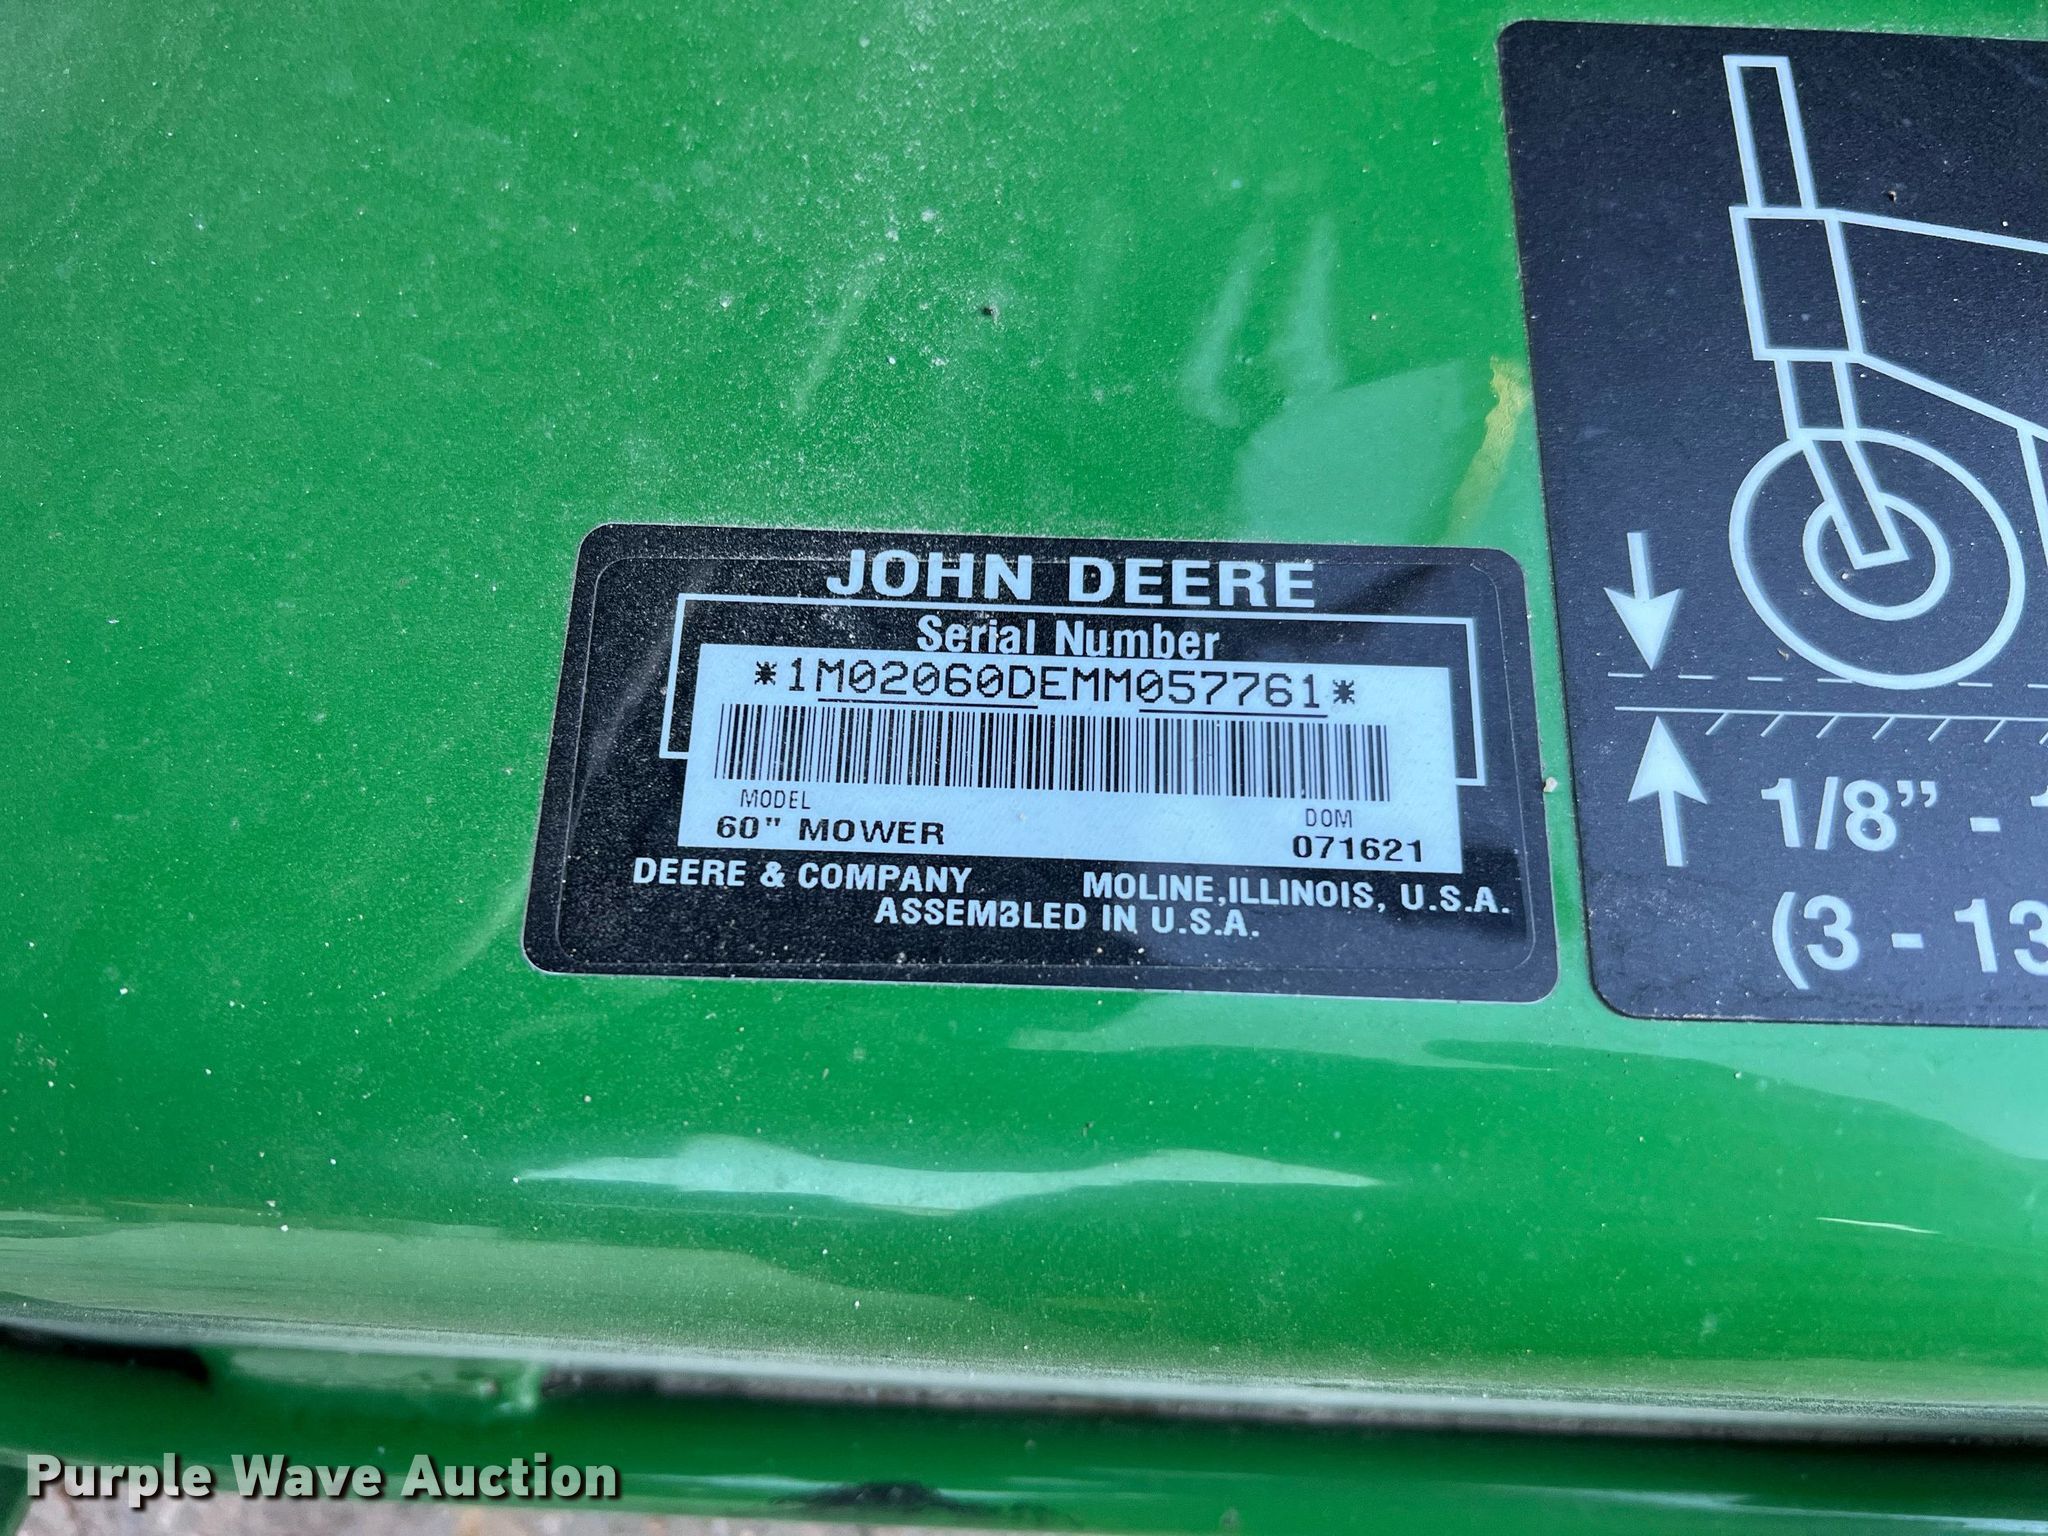 JOHN DEERE
Serial Number
*1M02060DEMMM057761*
MODEL DOM
60" MOWER 071621
DEERE & COMPANY MOLINE, ILLINOIS, U.S.A.
ASSEMBLED IN U.S.A.
1/8" -
(3 - 13
Purple Wave Auction